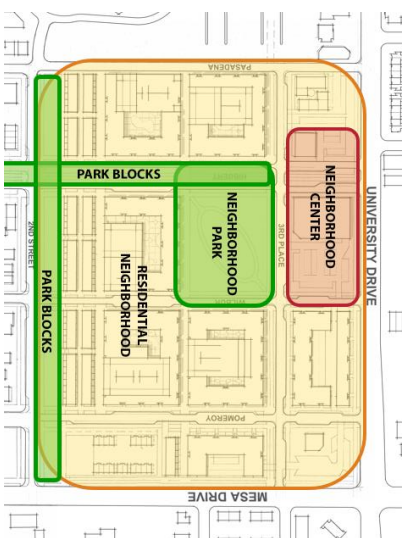 PASADENA
PARK BLOCKS
NEIGHBORHOOD
CENTER
NEIGHBORHOOD
PARK
UNIVERSITY DRIVE
3RD PLACE
2ND STREET
PARK BLOCKS
RESIDENTIAL
NEIGHBORHOOD
WILBUR
POMEROY
MESA DRIVE